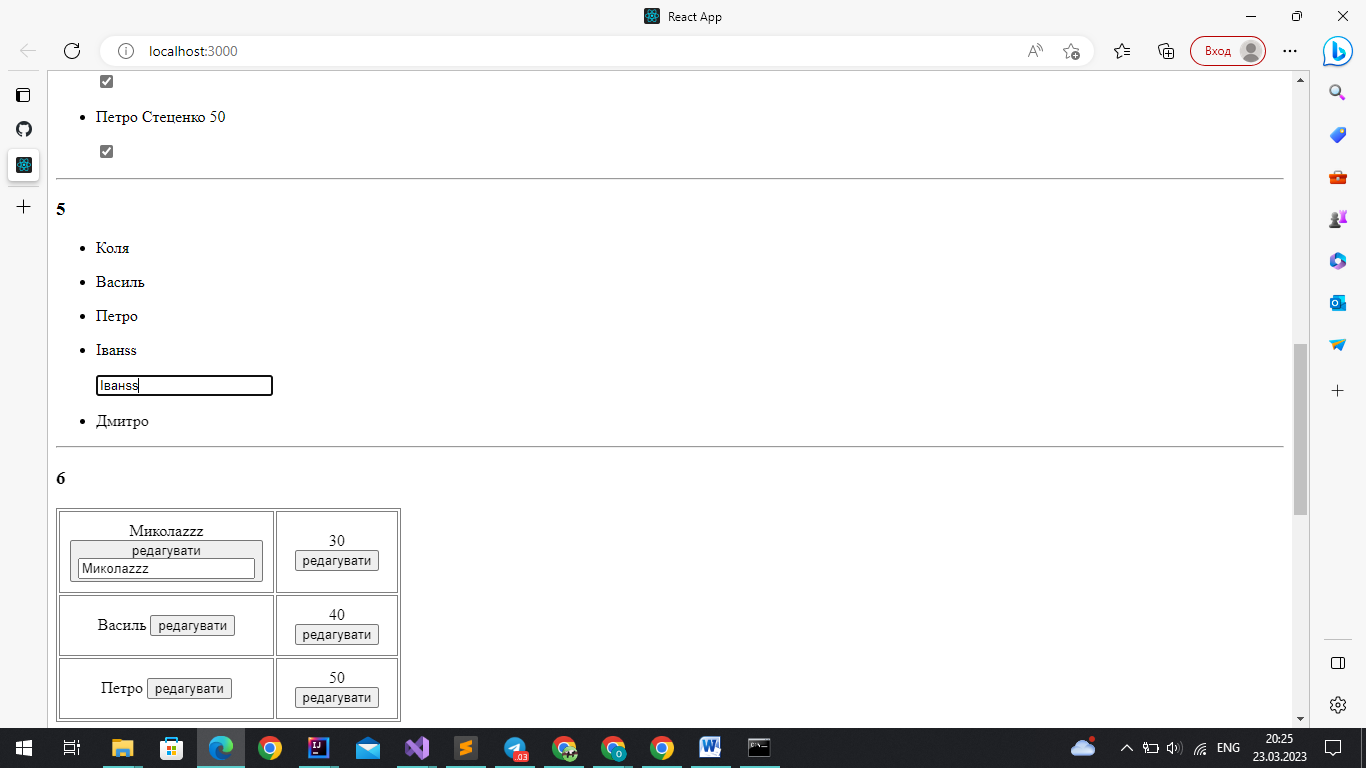 React App
localhost:3000
Вход
Петро Стеценко 50
5
Коля
Василь
Петро
Іванss
Іванss
Дмитро
6
Миколаzzz
редагувати
Миколаzzz
30
редагувати
Василь редагувати
40
редагувати
Петро редагувати
50
редагувати
.03
ENG
20:25
23.03.2023